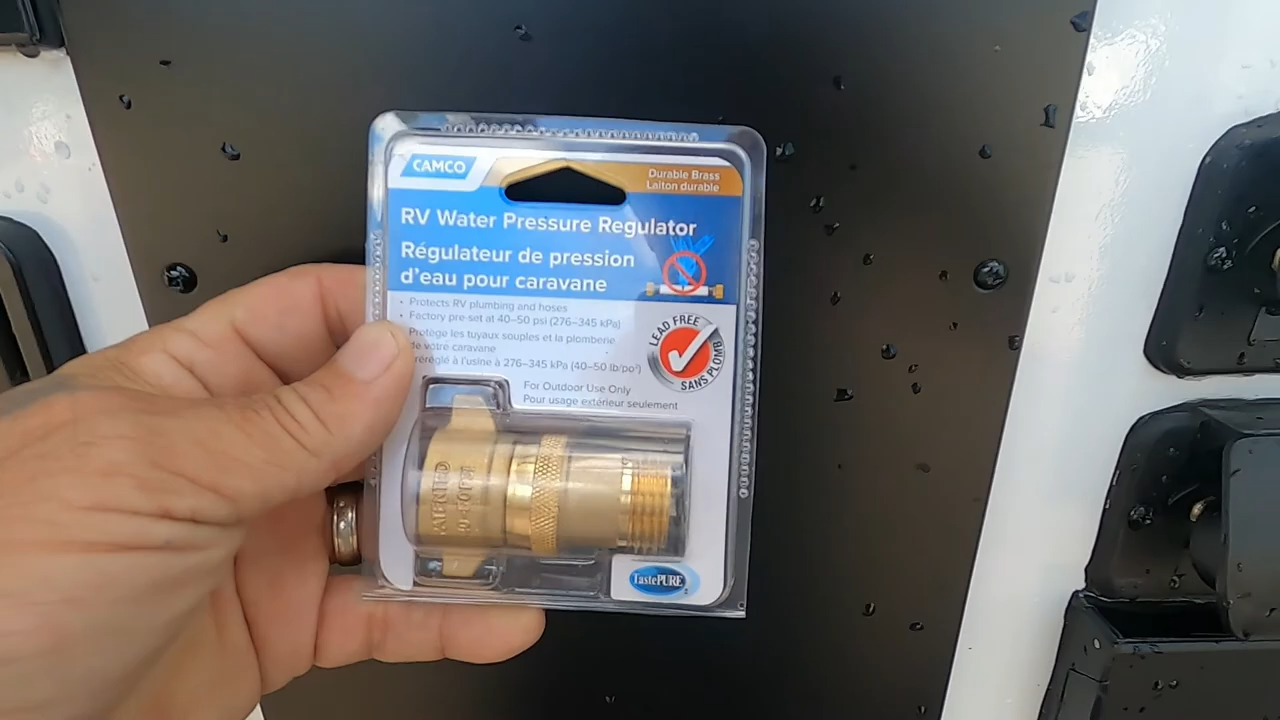 CAMCO
Durable Brass
Laiton durable
RV Water Pressure Regulator
Régulateur de pression
d'eau pour caravane
• Protects RV plumbing and hoses
• Factory pre-set at 40–50 psi (276–345 kPa)
Protège les tuyaux souples et la plomberie
de votre caravane
préréglé à l'usine à 276–345 kPa (40–50 lb/po²)
LEAD FREE
SANS PLOMB
For Outdoor Use Only
Pour usage extérieur seulement
PATENTED
TastePURE